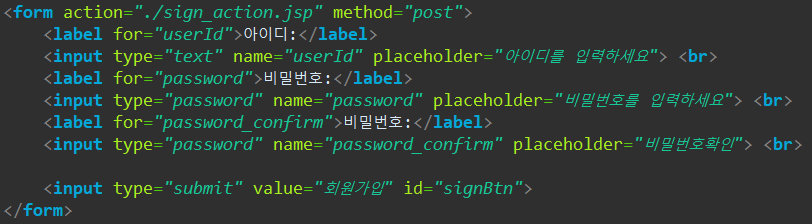 <form action="./sign_action.jsp" method="post">
    <label for="userId">아이디:</label>
    <input type="text" name="userId" placeholder="아이디를 입력하세요"> <br>
    <label for="password">비밀번호:</label>
    <input type="password" name="password" placeholder="비밀번호를 입력하세요"> <br>
    <label for="password_confirm">비밀번호:</label>
    <input type="password" name="password_confirm" placeholder="비밀번호확인"> <br>

    <input type="submit" value="회원가입" id="signBtn">
</form>